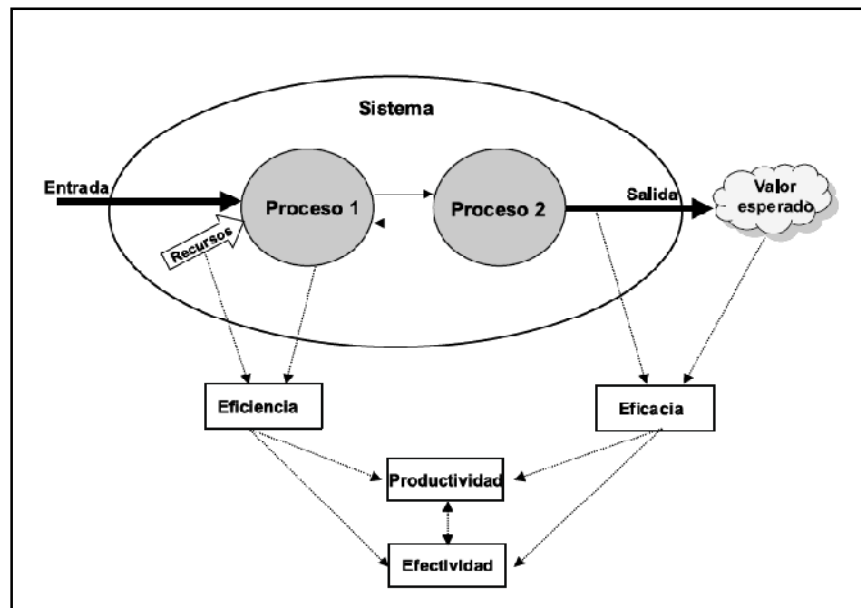 Sistema
Entrada
Proceso 1
Proceso 2
Salida
Valor
esperado
Recursos
Eficiencia
Eficacia
Productividad
Efectividad